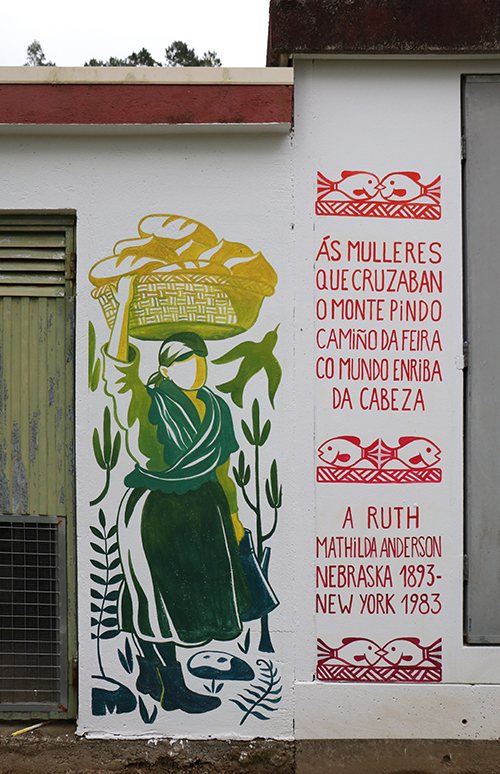 ÁS MULLERES
QUE CRUZABAN
O MONTE PiNDO
CAMIÑO DA FEIRA
CO MUNDO ENRIBA
DA CABEZA
A RUTH
MATHiLDA ANDERSON
NEBRASKA 1893-
NEW YORK 1983